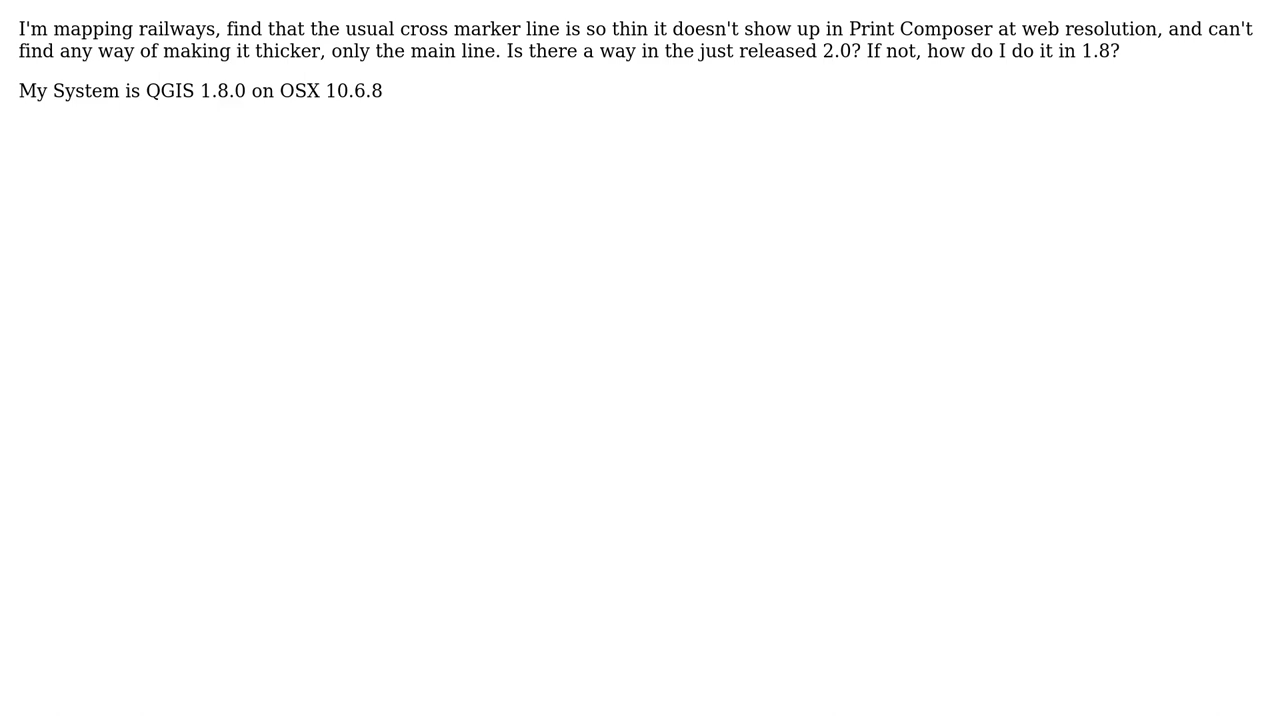 I'm mapping railways, find that the usual cross marker line is so thin it doesn't show up in Print Composer at web resolution, and can't
find any way of making it thicker, only the main line. Is there a way in the just released 2.0? If not, how do I do it in 1.8?
My System is QGIS 1.8.0 on OSX 10.6.8